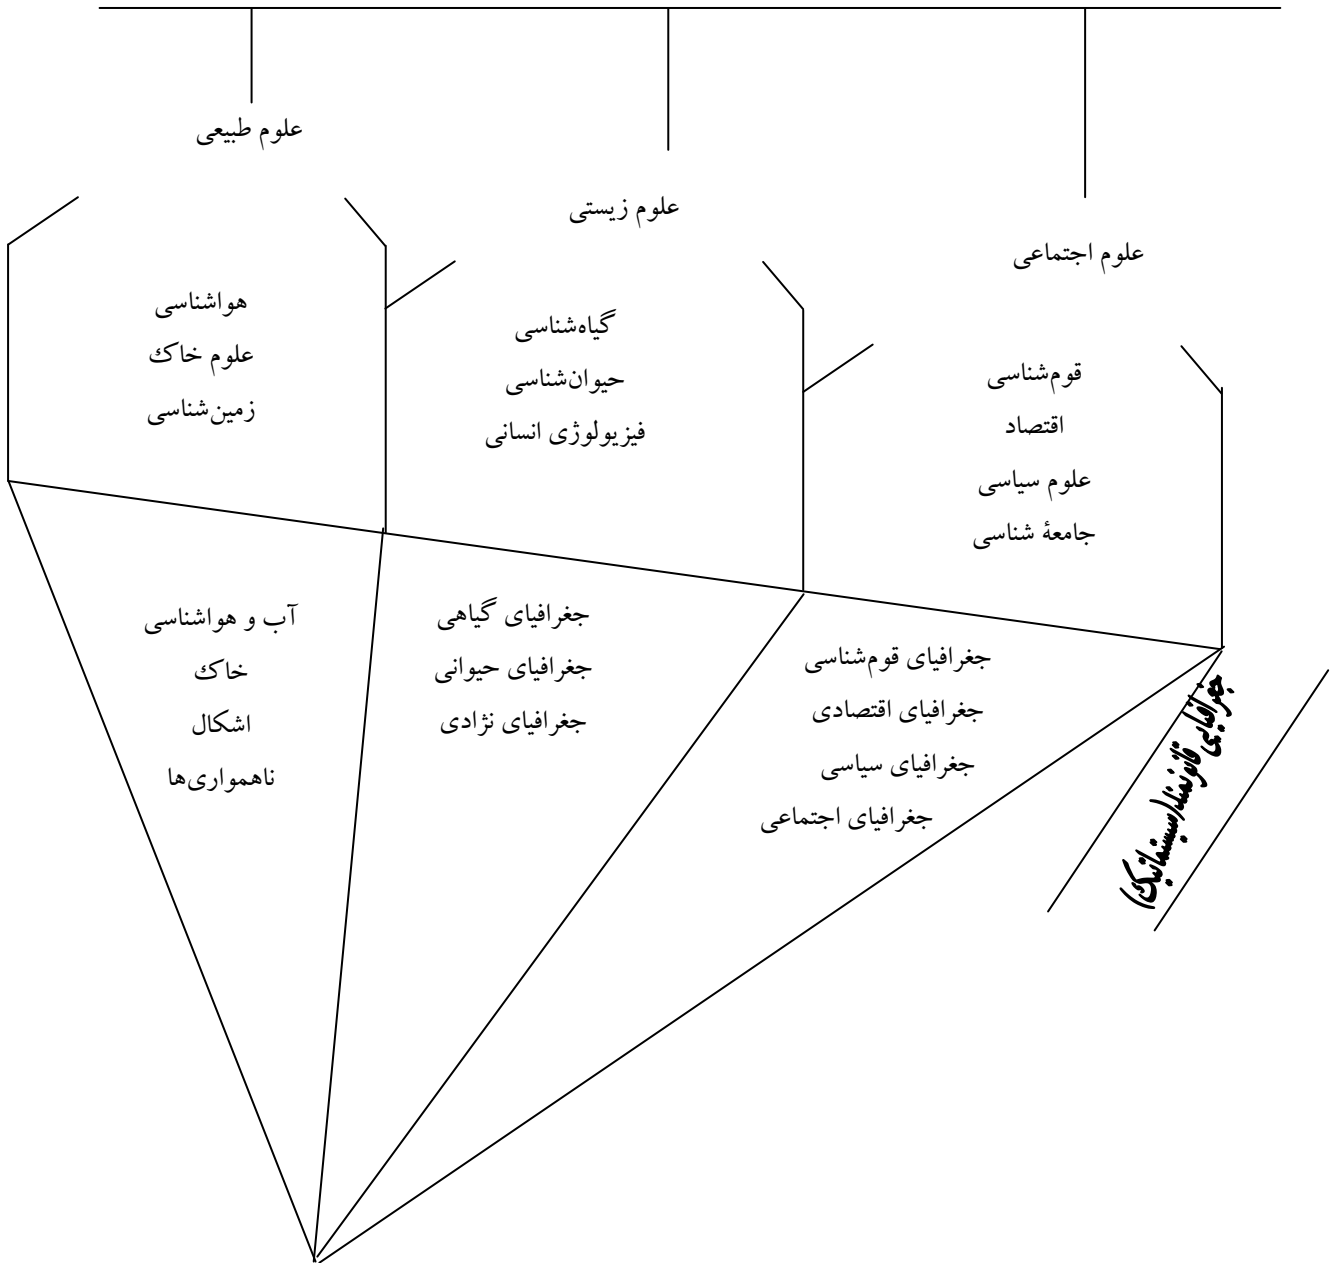 علوم طبیعی
علوم زیستی
علوم اجتماعی
هواشناسی
علوم خاک
زمین‌شناسی
گیاه‌شناسی
حیوان‌شناسی
فیزیولوژی انسانی
قوم‌شناسی
اقتصاد
علوم سیاسی
جامعهٔ شناسی
آب و هواشناسی
خاک
اشکال
ناهمواری‌ها
جغرافیای گیاهی
جغرافیای حیوانی
جغرافیای نژادی
جغرافیای قوم‌شناسی
جغرافیای اقتصادی
جغرافیای سیاسی
جغرافیای اجتماعی
جغرافیایی قانونمند(سیستماتیک)